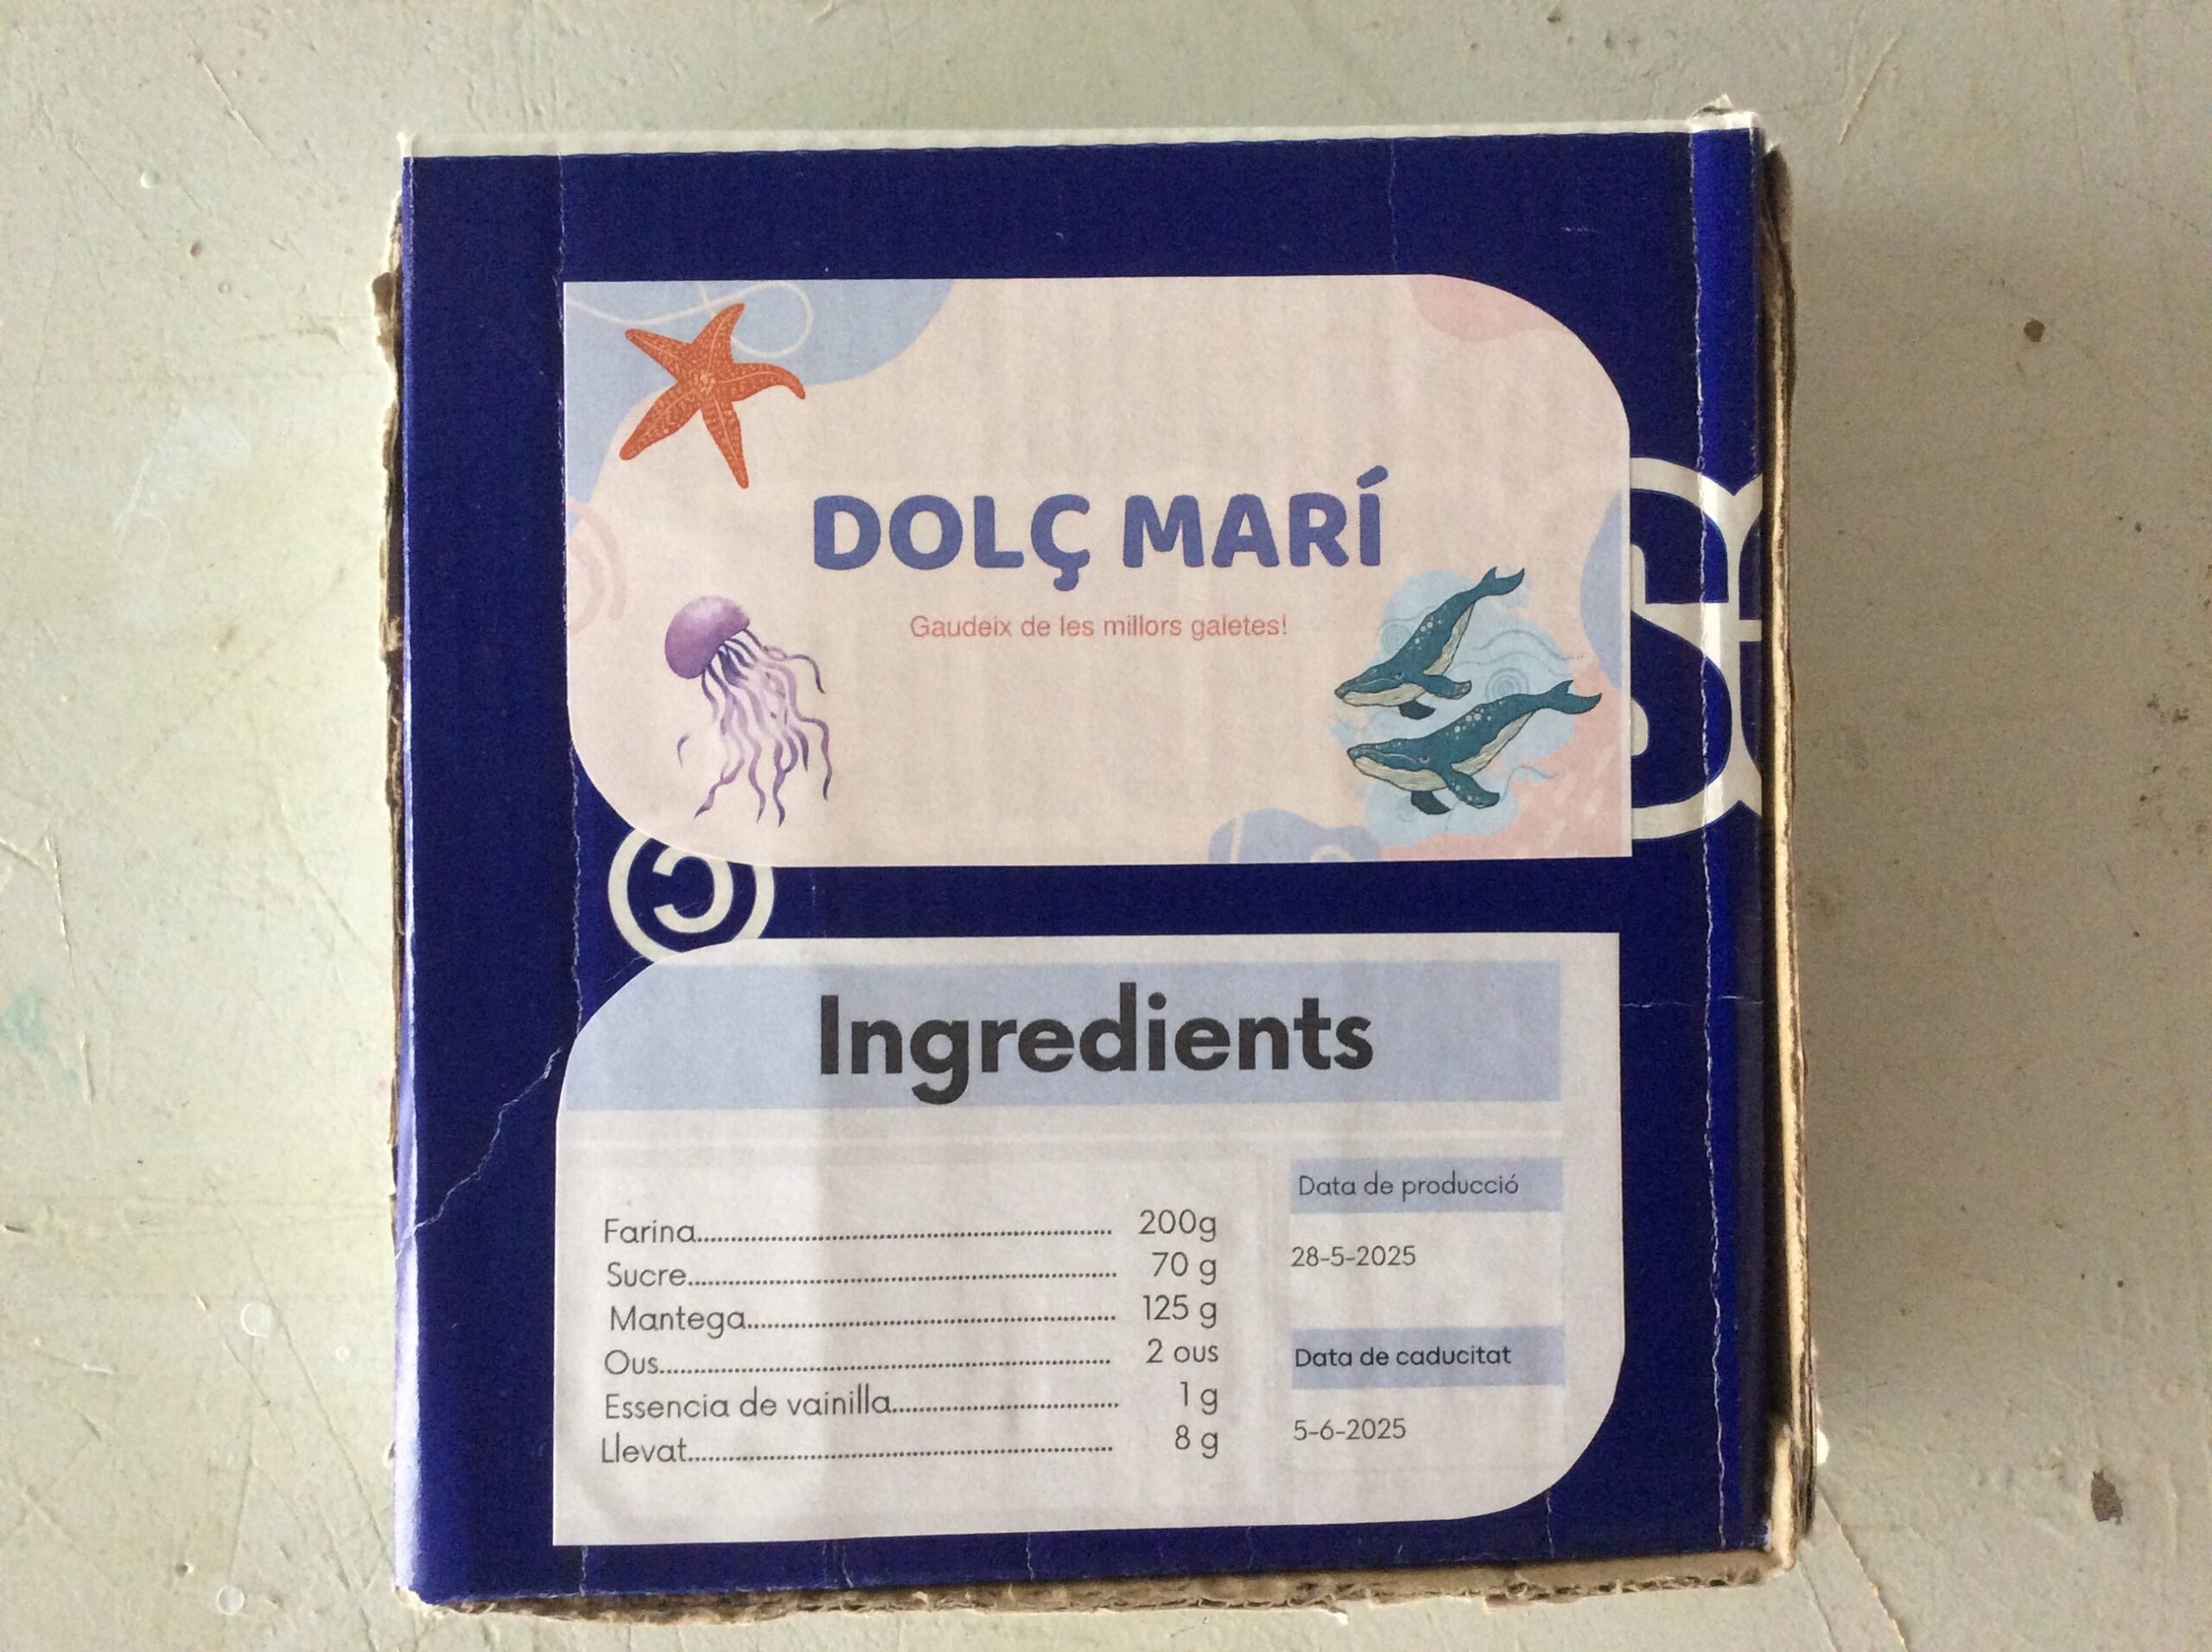 DOLÇ MARÍ
Gaudeix de les millors galetes!
Ingredients
Farina........ 200g
Sucre........ 70 g
Mantega........ 125 g
Ous........ 2 ous
Essencia de vainilla........ 1 g
Llevat........ 8 g
Data de producció
28-5-2025
Data de caducitat
5-6-2025